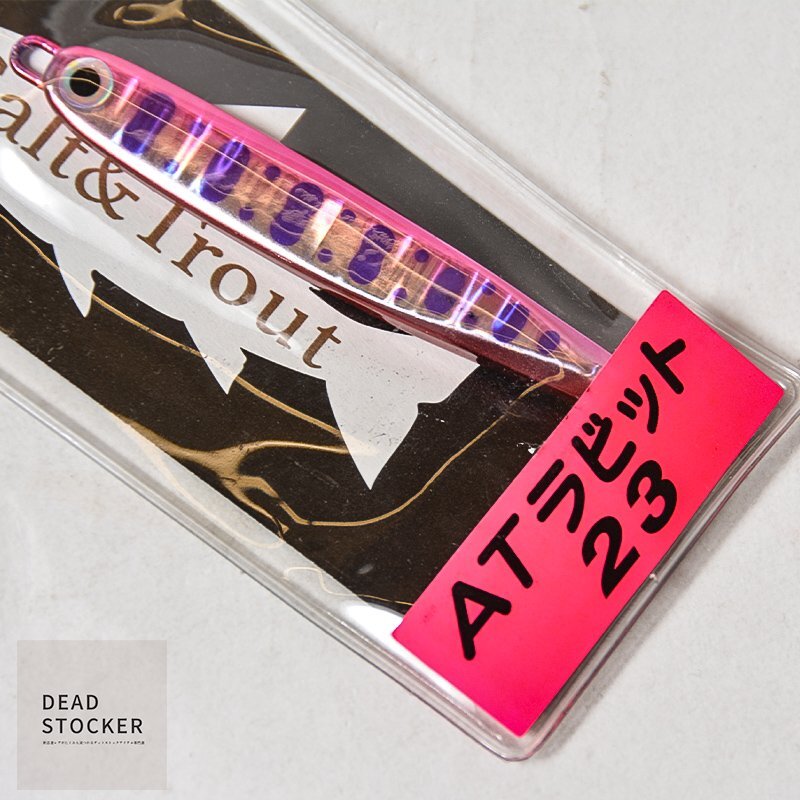 Salt & Trout
ATラビット
23
DEAD
STOCKER